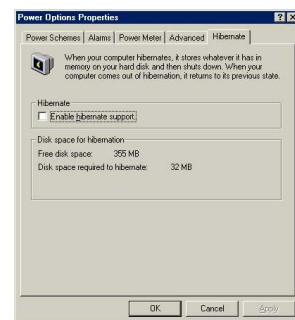 Power Options Properties
Power Schemes Alarms Power Meter Advanced Hibernate
When your computer hibernates, it stores whatever it has in
memory on your hard disk and then shuts down. When your
computer comes out of hibernation, it returns to its previous state.
Hibernate
Enable hibernate support.
Disk space for hibernation
Free disk space: 355 MB
Disk space required to hibernate: 32 MB
OK Cancel Apply